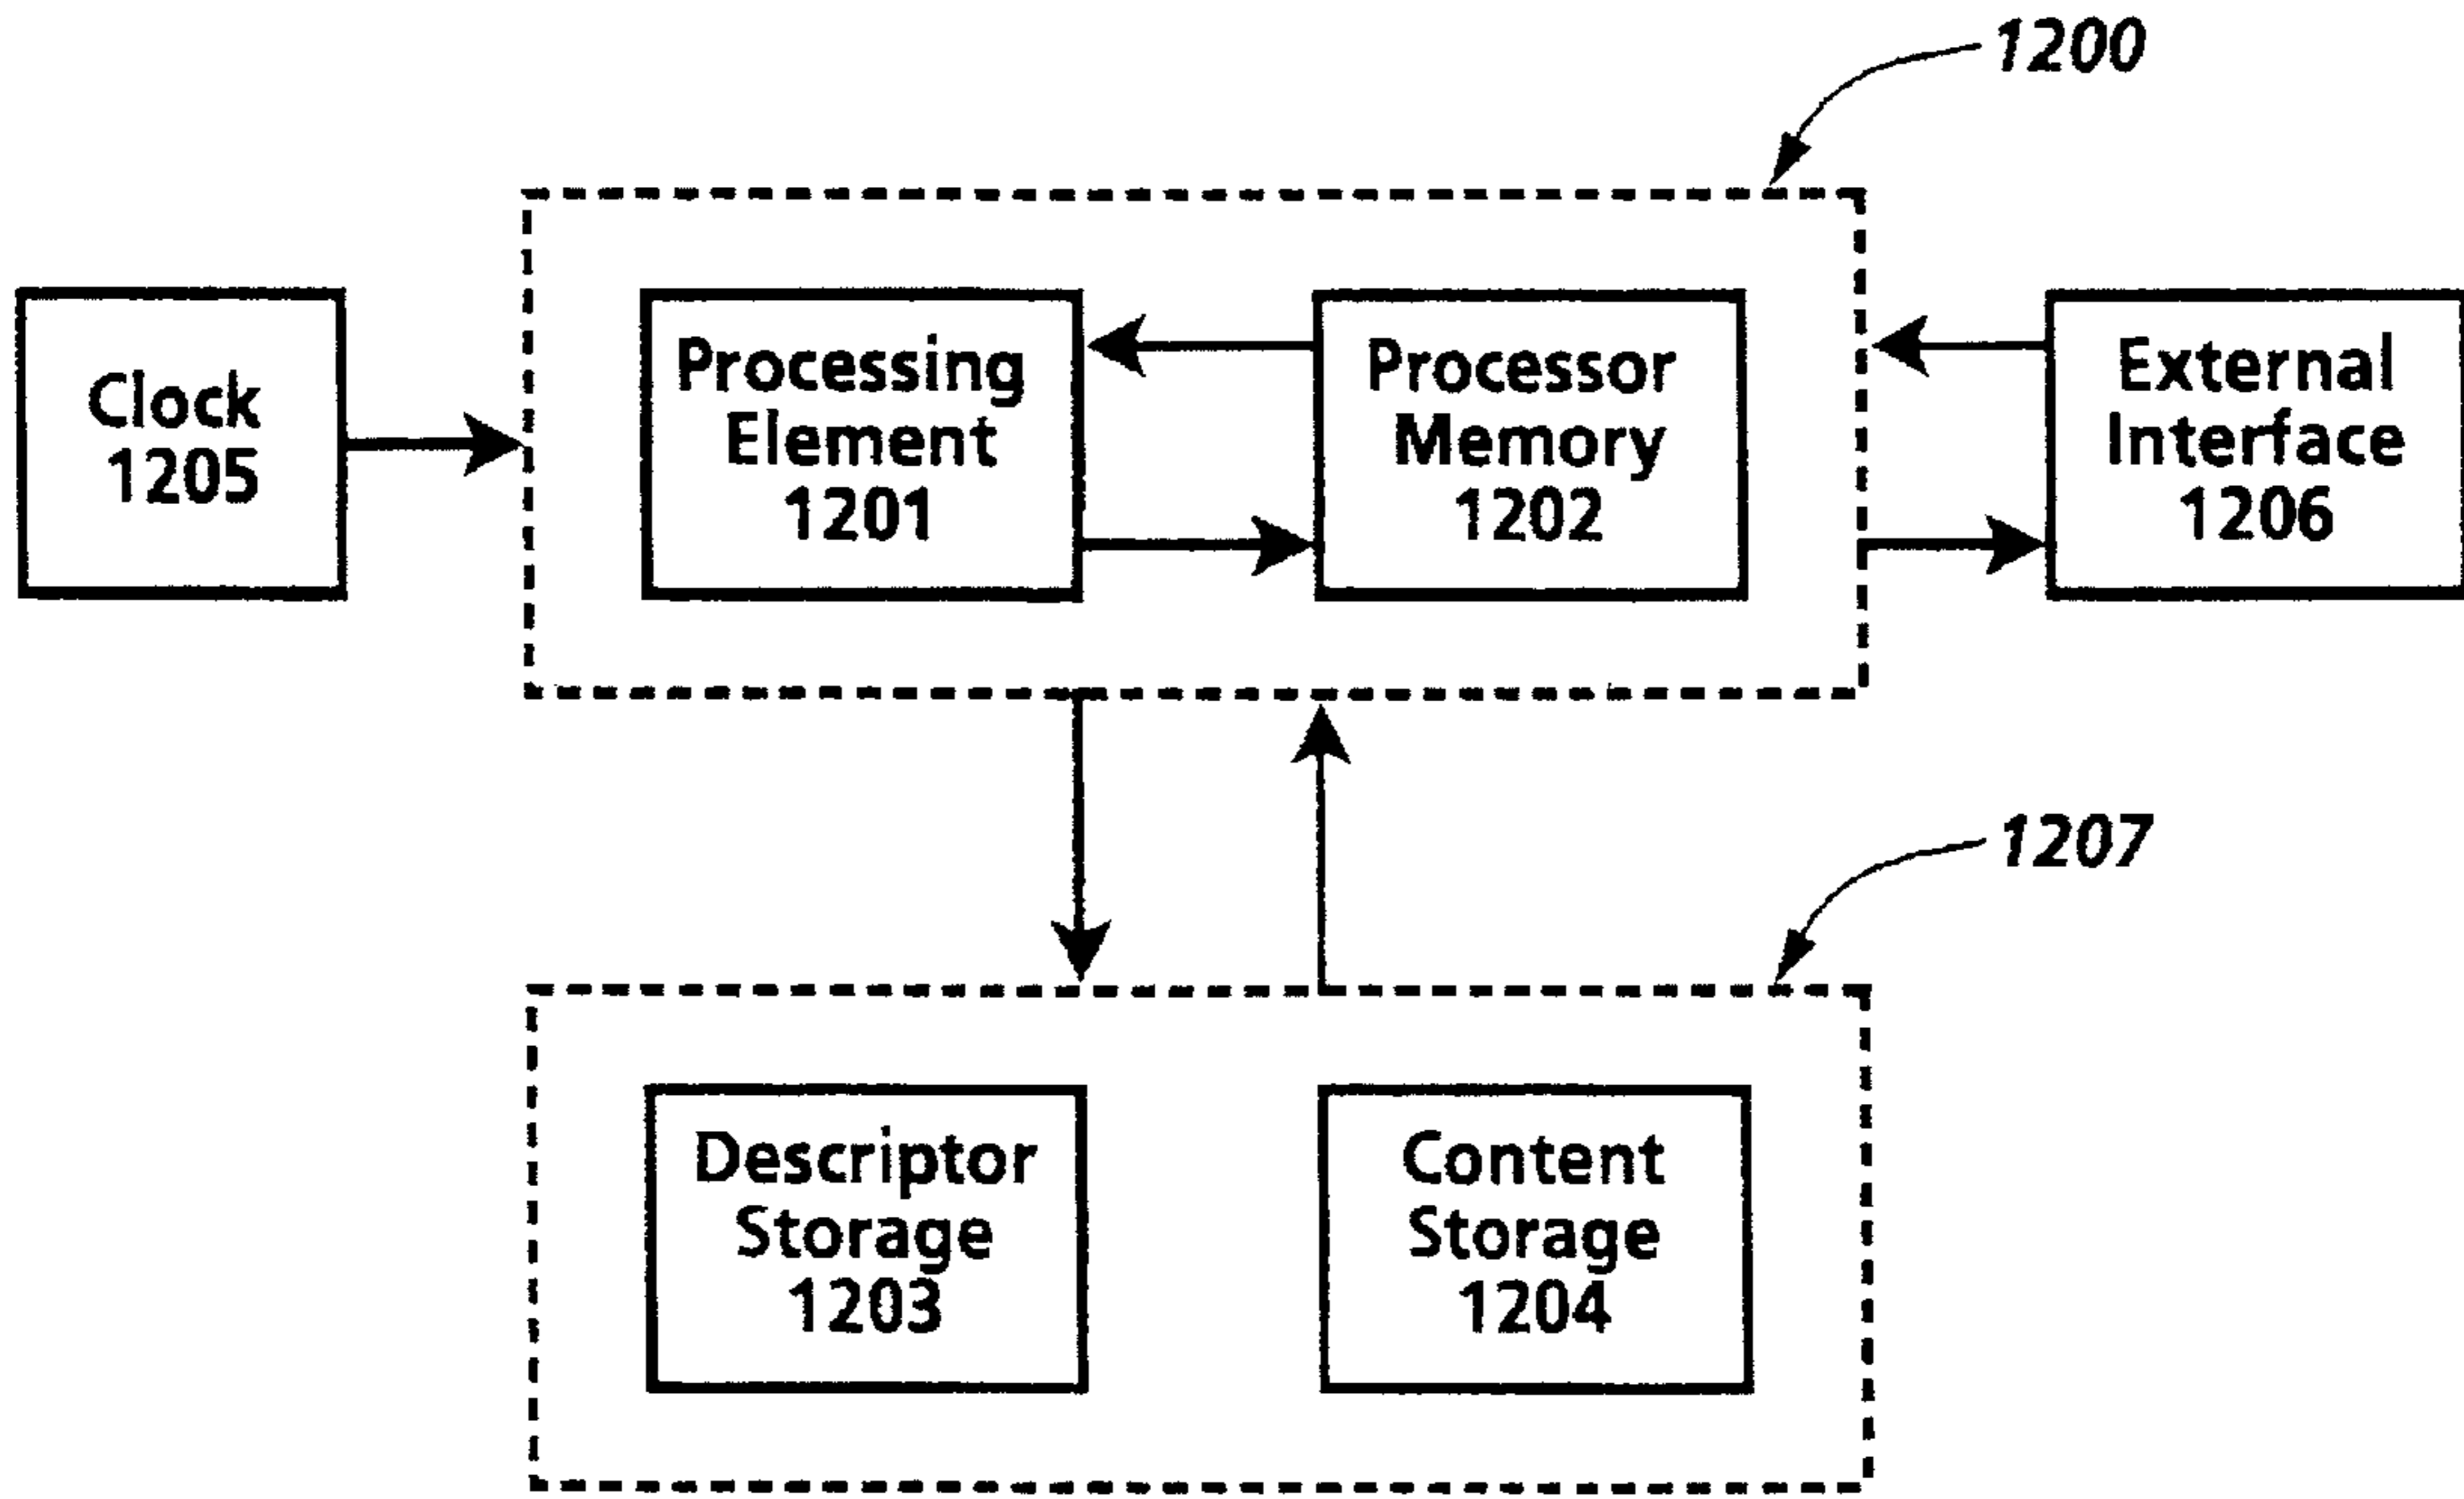 1200
Clock
1205
Processing
Element
1201
Processor
Memory
1202
External
Interface
1206
1207
Descriptor
Storage
1203
Content
Storage
1204